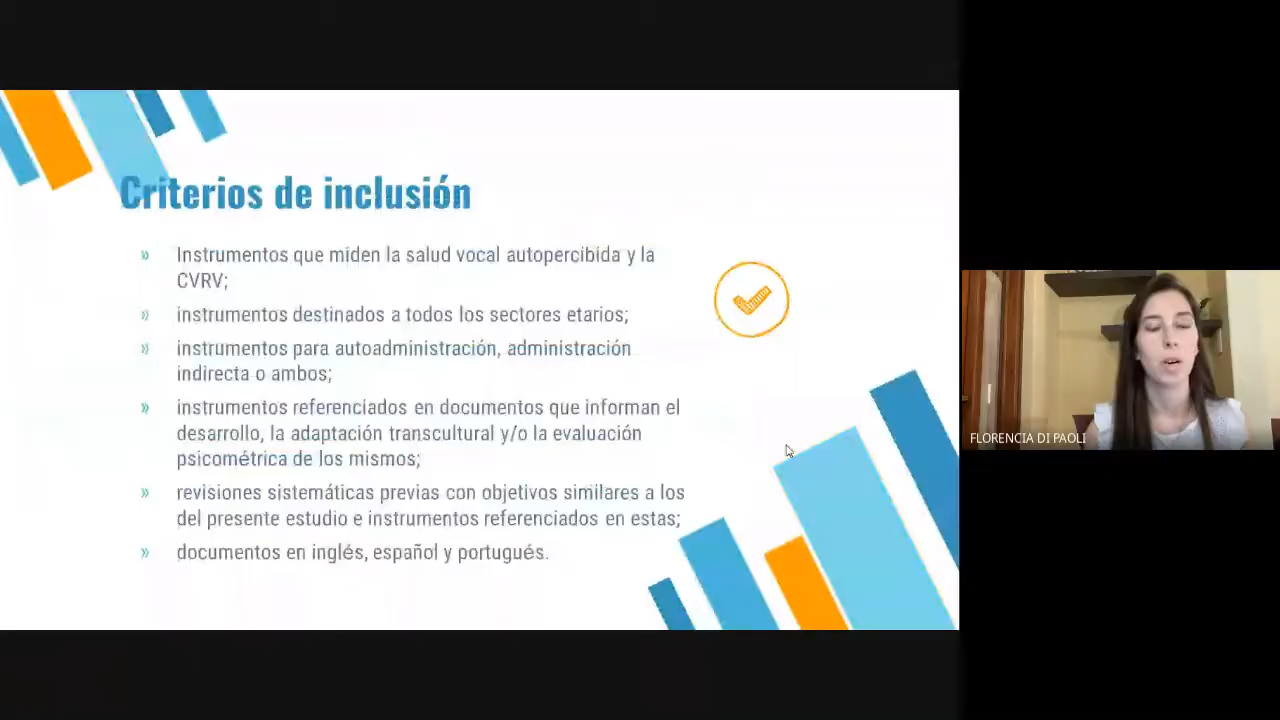 Criterios de inclusión
» Instrumentos que miden la salud vocal autopercibida y la
CVRV;
» instrumentos destinados a todos los sectores etarios;
» instrumentos para autoadministración, administración
indirecta o ambos;
» instrumentos referenciados en documentos que informan el
desarrollo, la adaptación transcultural y/o la evaluación
psicométrica de los mismos;
» revisiones sistemáticas previas con objetivos similares a los
del presente estudio e instrumentos referenciados en estas;
» documentos en inglés, español y portugués.
FLORENCIA DI PAOLI